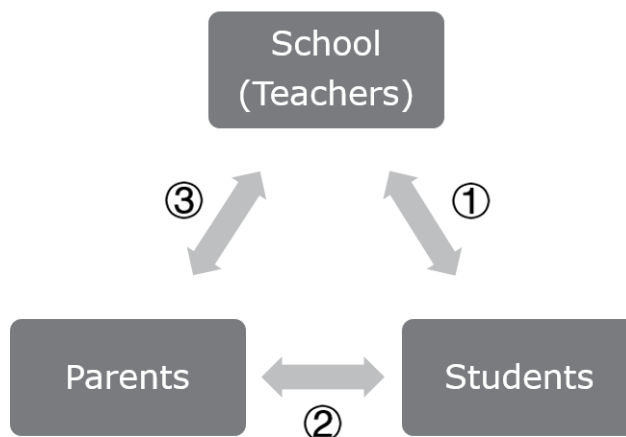 School
(Teachers)
③
①
Parents
Students
②